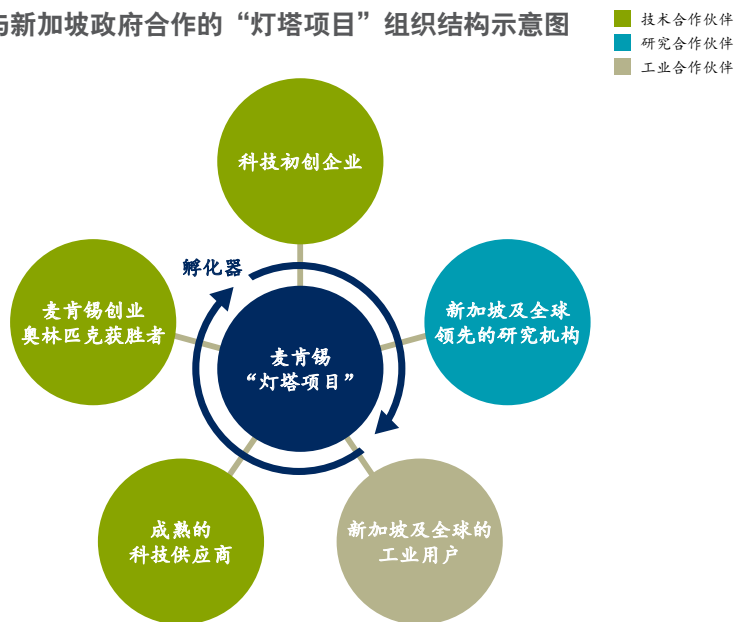 与新加坡政府合作的“灯塔项目”组织结构示意图
技术合作伙伴
研究合作伙伴
工业合作伙伴
科技初创企业
孵化器
麦肯锡创业
奥林匹克获胜者
新加坡及全球
领先的研究机构
麦肯锡
“灯塔项目”
成熟的
科技供应商
新加坡及全球的
工业用户